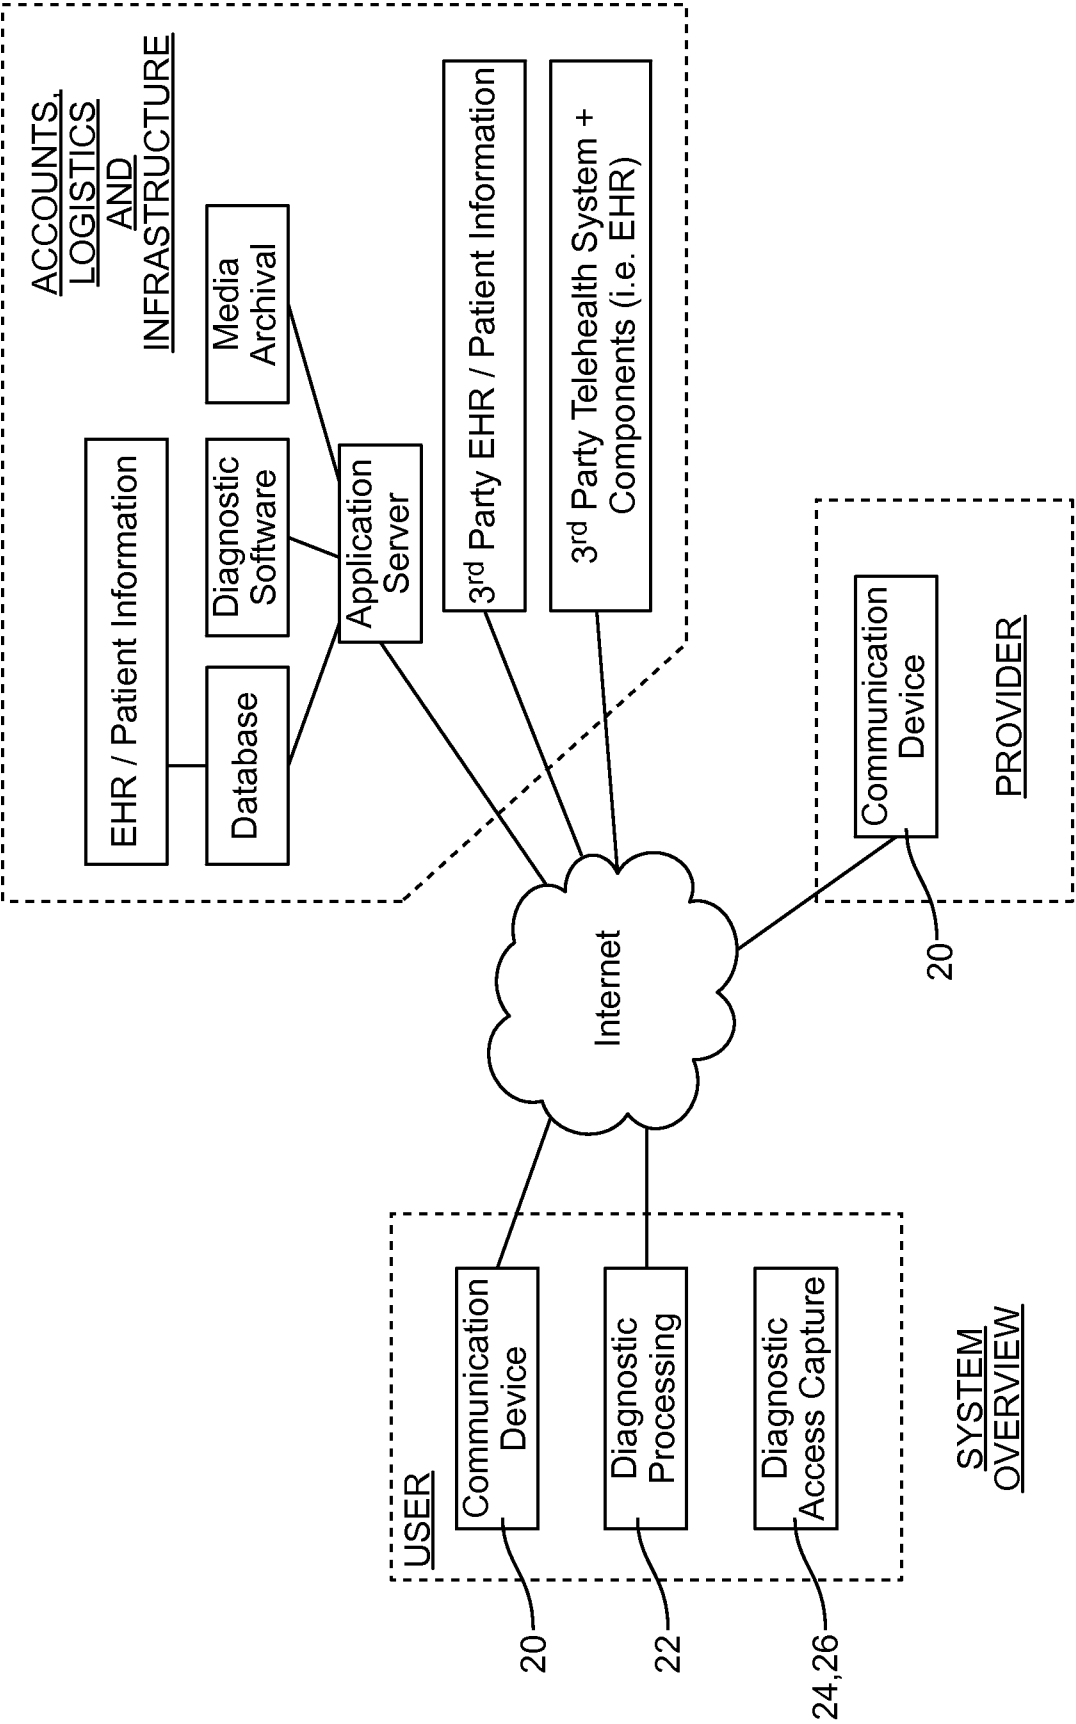 ACCOUNTS,
LOGISTICS
AND
INFRASTRUCTURE
EHR / Patient Information
Database
Diagnostic
Software
Media
Archival
Application
Server
3rd Party EHR / Patient Information
3rd Party Telehealth System +
Components (i.e. EHR)
Internet
USER
Communication
Device
20
Diagnostic
Processing
22
Diagnostic
Access Capture
24,26
Communication
Device
20
PROVIDER
SYSTEM
OVERVIEW